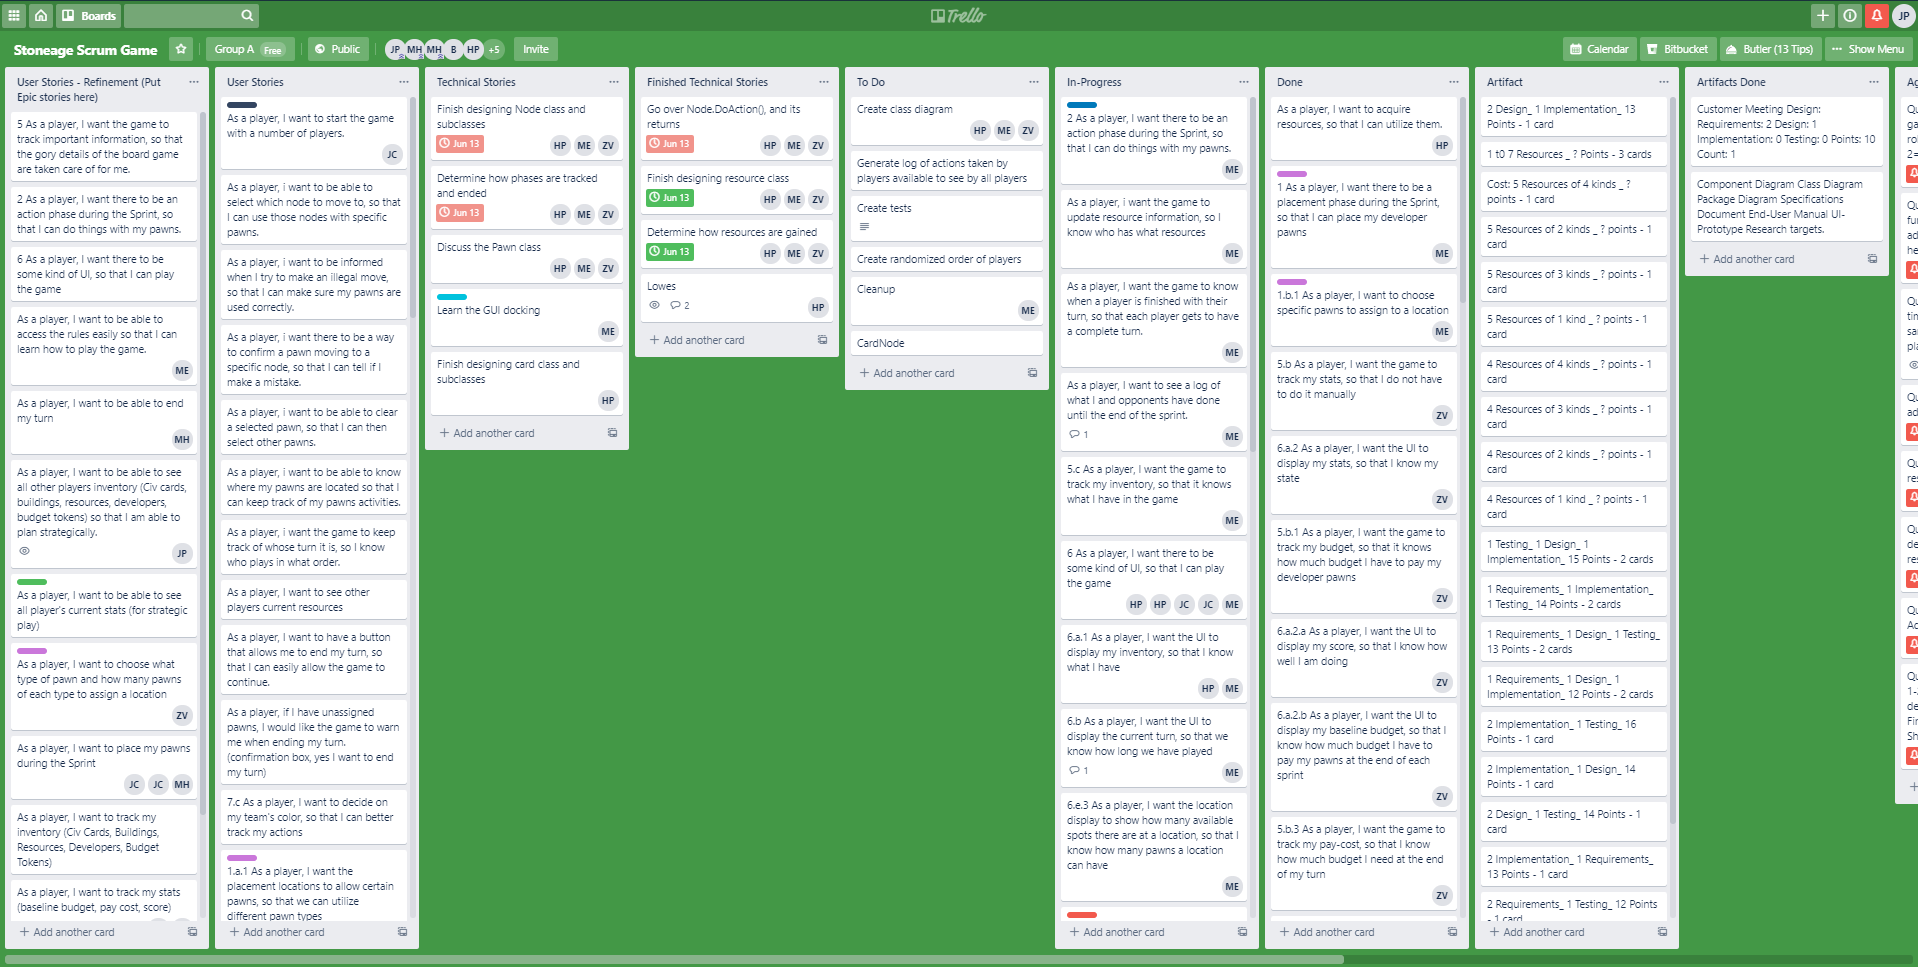 Boards
Trello
JP
Stoneage Scrum Game
Group A Free
Public
JP MH MH B HP +5
Invite
Calendar
Bitbucket
Butler (13 Tips)
Show Menu
User Stories - Refinement (Put
Epic stories here)
5 As a player, I want the game to
track important information, so that
the gory details of the board game
are taken care of for me.
2 As a player, I want there to be an
action phase during the Sprint, so
that I can do things with my pawns.
6 As a player, I want there to be
some kind of UI, so that I can play
the game
As a player, I want to be able to
access the rules easily so that I can
learn how to play the game.
ME
As a player, I want to be able to end
my turn
MH
As a player, I want to be able to see
all other players inventory (Civ cards,
buildings, resources, developers,
budget tokens) so that I am able to
plan strategically.
JP
As a player, I want to be able to see
all player's current stats (for strategic
play)
As a player, I want to choose what
type of pawn and how many pawns
of each type to assign a location
ZV
As a player, I want to place my pawns
during the Sprint
JC JC MH
As a player, I want to track my
inventory (Civ Cards, Buildings,
Resources, Developers, Budget
Tokens)
As a player, I want to track my stats
(baseline budget, pay cost, score)
+ Add another card
User Stories
As a player, I want to start the game
with a number of players.
JC
As a player, i want to be able to
select which node to move to, so that
I can use those nodes with specific
pawns.
As a player, i want to be informed
when I try to make an illegal move,
so that I can make sure my pawns are
used correctly.
As a player, i want there to be a way
to confirm a pawn moving to a
specific node, so that I can tell if I
make a mistake.
As a player, i want to be able to clear
a selected pawn, so that I can then
select other pawns.
As a player, i want to be able to know
where my pawns are located so that I
can keep track of my pawns activities.
As a player, i want the game to keep
track of whose turn it is, so I know
who plays in what order.
As a player, I want to see other
players current resources
As a player, I want to have a button
that allows me to end my turn, so
that I can easily allow the game to
continue.
As a player, if I have unassigned
pawns, I would like the game to warn
me when ending my turn.
(confirmation box, yes I want to end
my turn)
7.c As a player, I want to decide on
my team's color, so that I can better
track my actions
1.a.1 As a player, I want the
placement locations to allow certain
pawns, so that we can utilize
different pawn types
+ Add another card
Technical Stories
Finish designing Node class and
subclasses
Jun 13
HP ME ZV
Determine how phases are tracked
and ended
Jun 13
HP ME ZV
Discuss the Pawn class
HP ME ZV
Learn the GUI docking
ME
Finish designing card class and
subclasses
HP
+ Add another card
Finished Technical Stories
Go over Node.DoAction(), and its
returns
Jun 13
HP ME ZV
Finish designing resource class
Jun 13
HP ME ZV
Determine how resources are gained
Jun 13
HP ME ZV
Lowes
2
HP
+ Add another card
To Do
Create class diagram
HP ME ZV
Generate log of actions taken by
players available to see by all players
Create tests
Create randomized order of players
Cleanup
ME
CardNode
+ Add another card
In-Progress
2 As a player, I want there to be an
action phase during the Sprint, so
that I can do things with my pawns.
ME
As a player, i want the game to
update resource information, so I
know who has what resources
ME
As a player, I want the game to know
when a player is finished with their
turn, so that each player gets to have
a complete turn.
ME
As a player, I want to see a log of
what I and opponents have done
until the end of the sprint.
1
ME
5.c As a player, I want the game to
track my inventory, so that it knows
what I have in the game
ME
6 As a player, I want there to be
some kind of UI, so that I can play
the game
HP HP JC JC ME
6.a.1 As a player, I want the UI to
display my inventory, so that I know
what I have
HP ME
6.b As a player, I want the UI to
display the current turn, so that we
know how long we have played
1
ME
6.e.3 As a player, I want the location
display to show how many available
spots there are at a location, so that I
know how many pawns a location
can have
ME
+ Add another card
Done
As a player, I want to acquire
resources, so that I can utilize them.
HP
1 As a player, I want there to be a
placement phase during the Sprint,
so that I can place my developer
pawns
ME
1.b.1 As a player, I want to choose
specific pawns to assign to a location
ME
5.b As a player, I want the game to
track my stats, so that I do not have
to do it manually
ZV
6.a.2 As a player, I want the UI to
display my stats, so that I know my
state
ZV
5.b.1 As a player, I want the game to
track my budget, so that it knows
how much budget I have to pay my
developer pawns
ZV
6.a.2.a As a player, I want the UI to
display my score, so that I know how
well I am doing
ZV
6.a.2.b As a player, I want the UI to
display my baseline budget, so that I
know how much budget I have to
pay my pawns at the end of each
sprint
ZV
5.b.3 As a player, I want the game to
track my pay-cost, so that I know
how much budget I need at the end
of my turn
ZV
+ Add another card
Artifact
2 Design_ 1 Implementation_ 13
Points - 1 card
1 t0 7 Resources _ ? Points - 3 cards
Cost: 5 Resources of 4 kinds _ ?
points - 1 card
5 Resources of 2 kinds _ ? points - 1
card
5 Resources of 3 kinds _ ? points - 1
card
5 Resources of 1 kind _ ? points - 1
card
4 Resources of 4 kinds _ ? points - 1
card
4 Resources of 3 kinds _ ? points - 1
card
4 Resources of 2 kinds _ ? points - 1
card
4 Resources of 1 kind _ ? points - 1
card
1 Testing_ 1 Design_ 1
Implementation_ 15 Points - 2 cards
1 Requirements_ 1 Implementation_
1 Testing_ 14 Points - 2 cards
1 Requirements_ 1 Design_ 1 Testing_
13 Points - 2 cards
1 Requirements_ 1 Design_ 1
Implementation_ 12 Points - 2 cards
2 Implementation_ 1 Testing_ 16
Points - 1 card
2 Implementation_ 1 Design_ 14
Points - 1 card
2 Design_ 1 Testing_ 14 Points - 1
card
2 Implementation_ 1 Requirements_
13 Points - 1 card
2 Requirements_ 1 Testing_ 12 Points
- 1 card
+ Add another card
Artifacts Done
Customer Meeting Design:
Requirements: 2 Design: 1
Implementation: 0 Testing: 0 Points: 10
Count: 1
Component Diagram Class Diagram
Package Diagram Specifications
Document End-User Manual UI-
Prototype Research targets.
+ Add another card